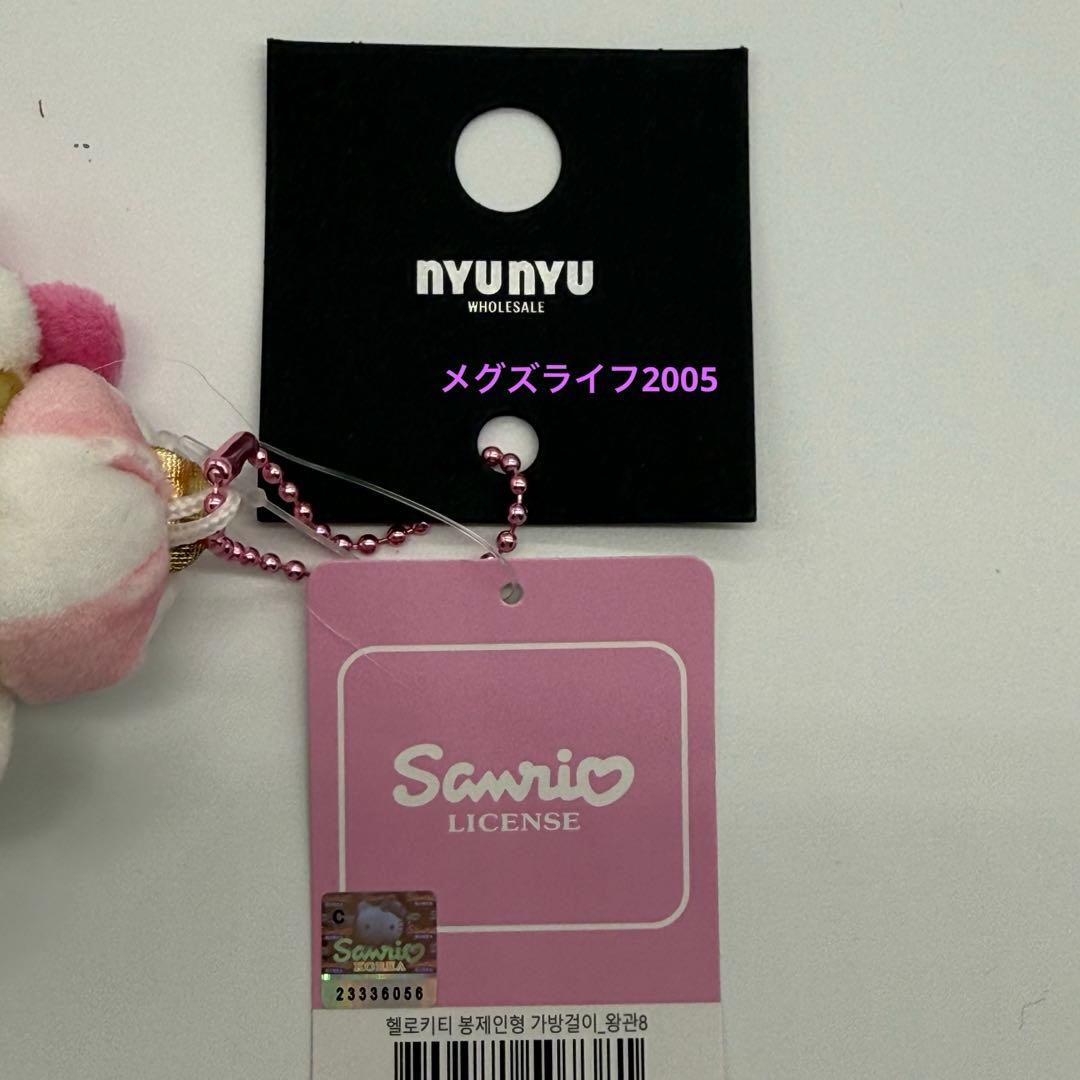 nyunyu
WHOLESALE
メグズライフ2005
Sanrio
LICENSE
C
Sanrio
KOREA
23336056
헬로키티 봉제인형 가방걸이_왕관8